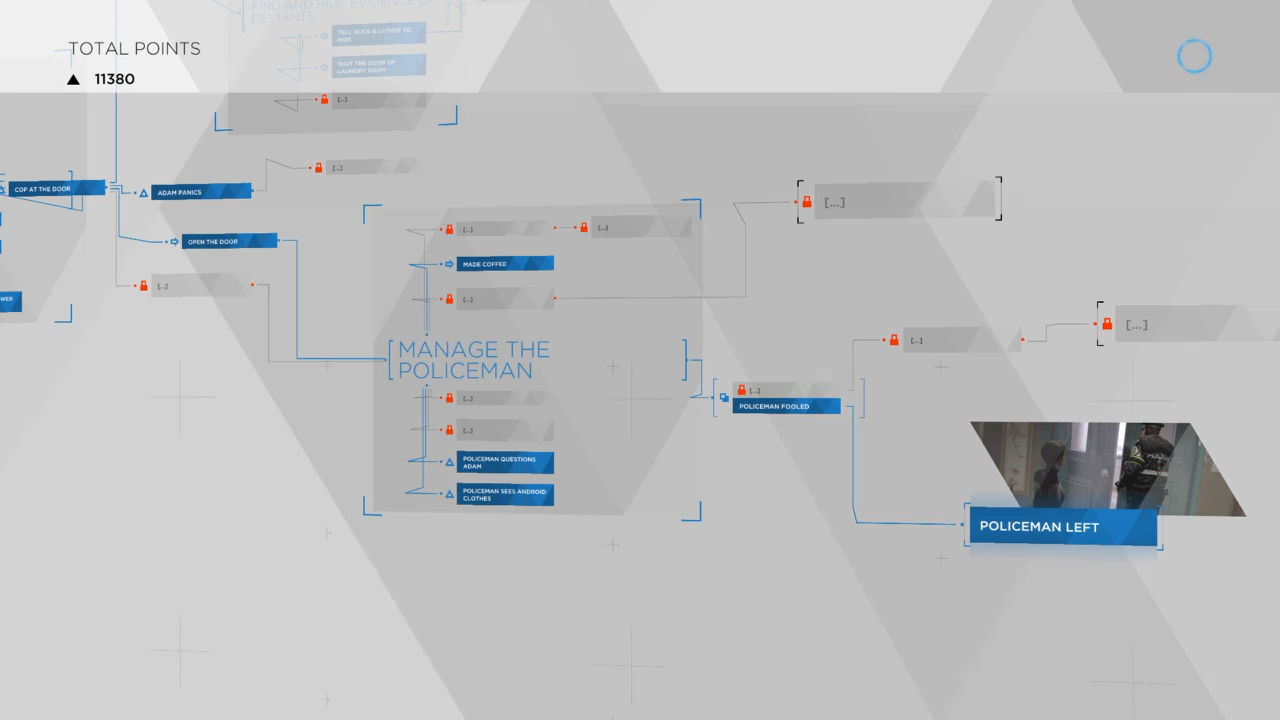 FIND AND HIDE EVIDENCE OF
DEVIANTS
TELL ALICE & LUTHER TO
HIDE
TOTAL POINTS
SHUT THE DOOR OF
LAUNDRY ROOM
11380
[...]
[...]
COP AT THE DOOR
ADAM PANICS
[...]
[...]
[...]
OPEN THE DOOR
MADE COFFEE
[...]
[...]
WER
[...]
[...]
MANAGE THE
POLICEMAN
[...]
[...]
POLICEMAN FOOLED
[...]
[...]
POLICEMAN QUESTIONS
ADAM
POLICEMAN SEES ANDROID
CLOTHES
POLICEMAN LEFT